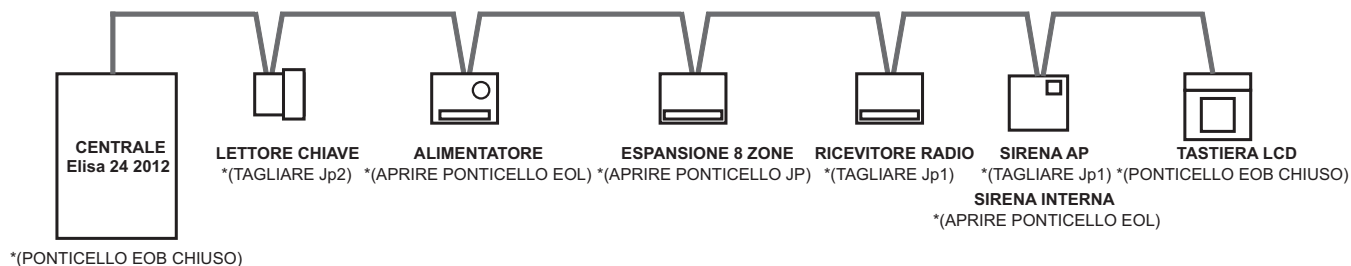 CENTRALE
Elisa 24 2012
*(PONTICELLO EOB CHIUSO)
LETTORE CHIAVE
*(TAGLIARE Jp2)
ALIMENTATORE
*(APRIRE PONTICELLO EOL)
ESPANSIONE 8 ZONE
*(APRIRE PONTICELLO JP)
RICEVITORE RADIO
*(TAGLIARE Jp1)
SIRENA AP
*(TAGLIARE Jp1)
SIRENA INTERNA
*(APRIRE PONTICELLO EOL)
TASTIERA LCD
*(PONTICELLO EOB CHIUSO)